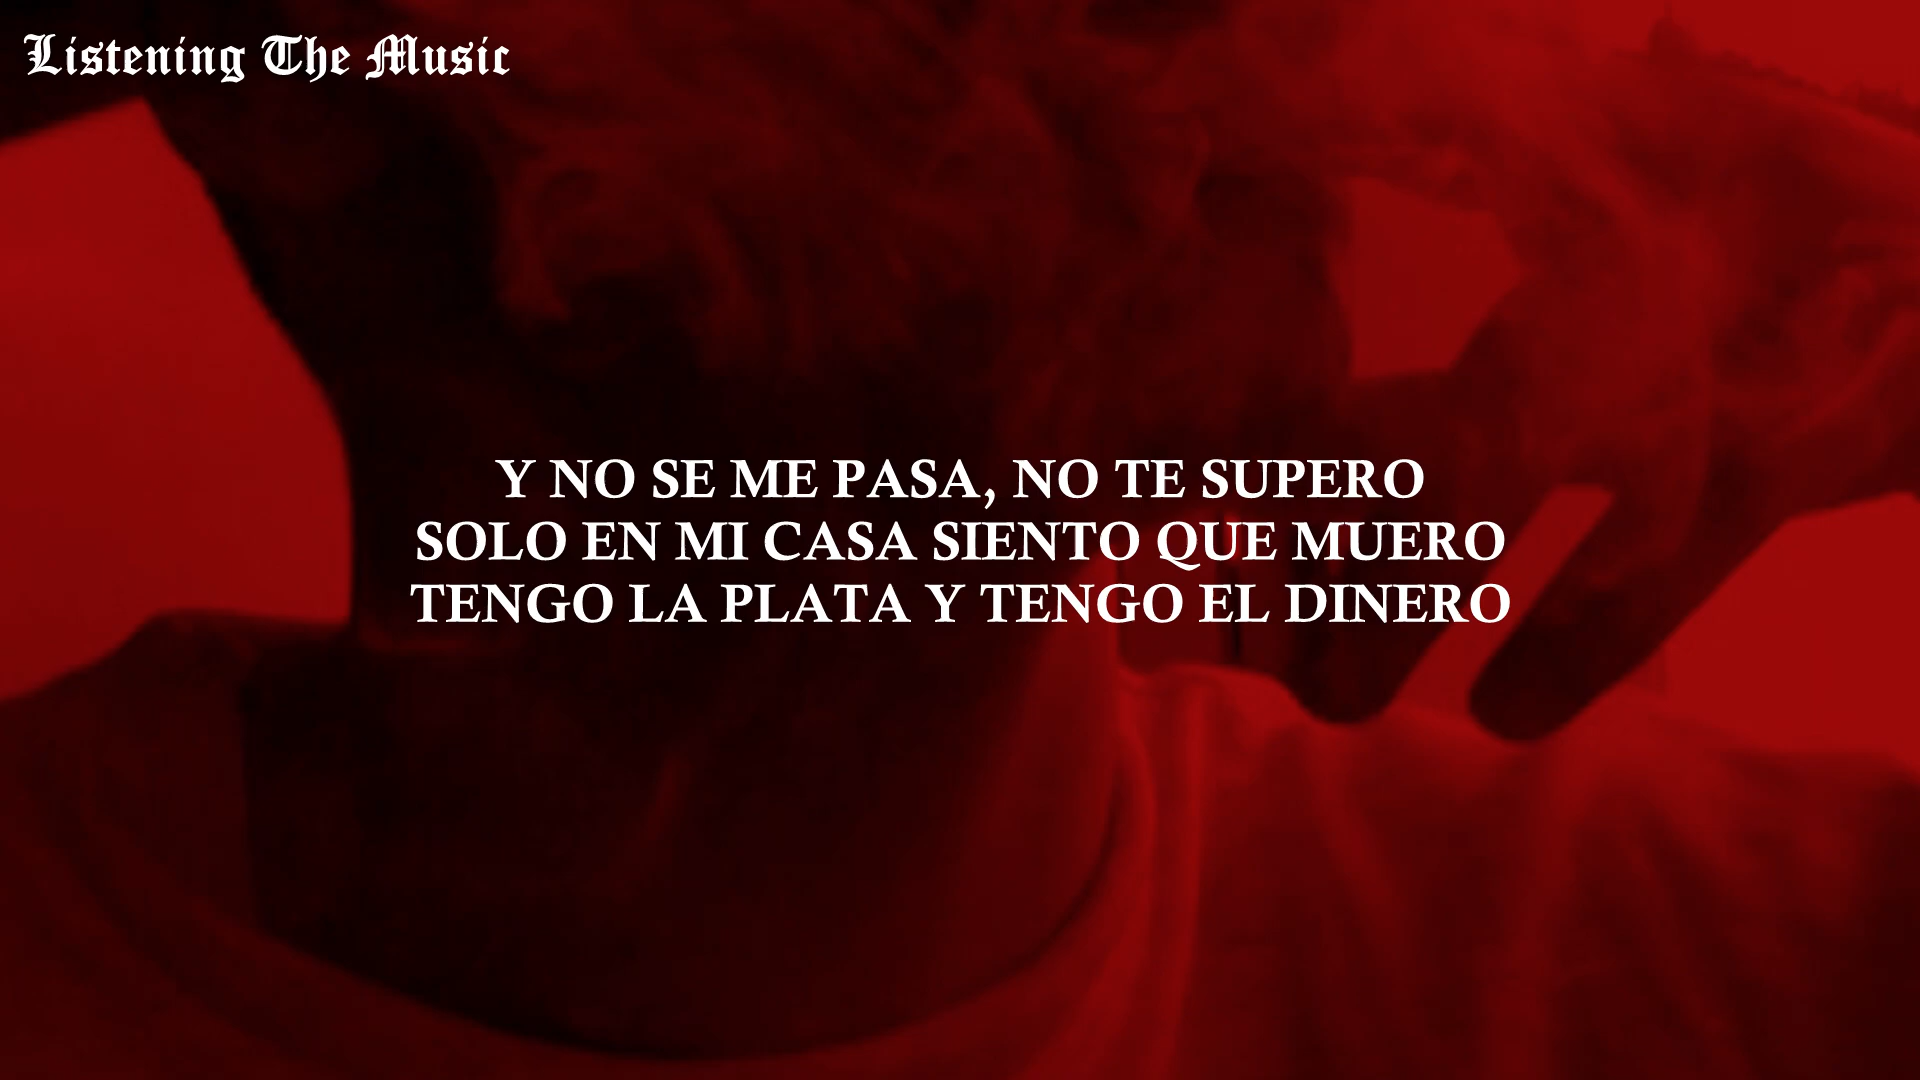 Listening The Music
Y NO SE ME PASA, NO TE SUPERO
SOLO EN MI CASA SIENTO QUE MUERO
TENGO LA PLATA Y TENGO EL DINERO